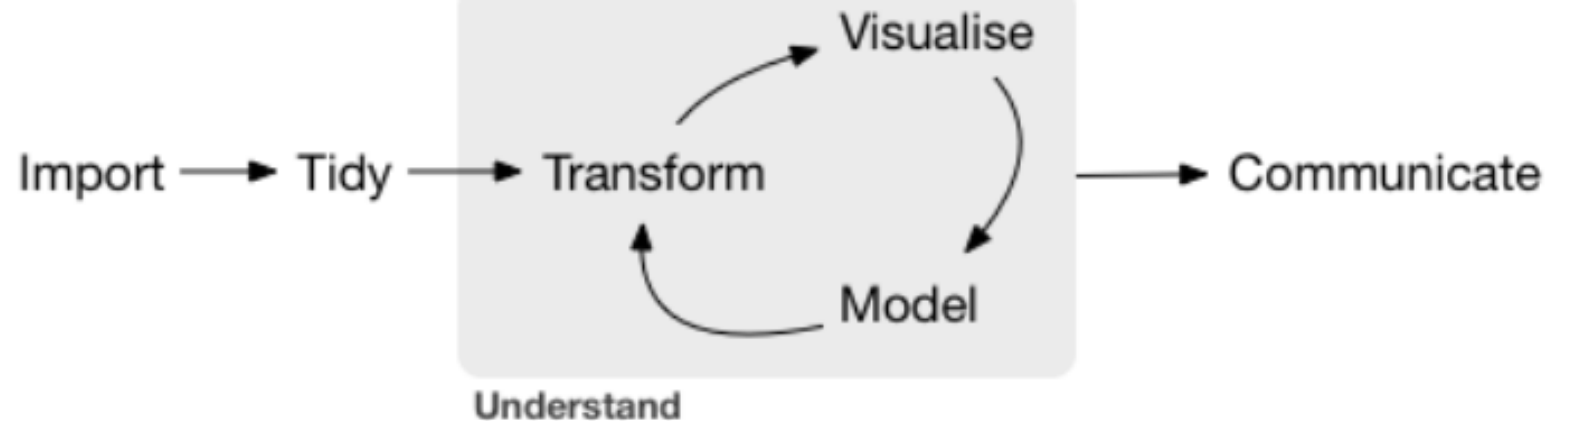 Visualise
Import Tidy Transform Communicate
Model
Understand